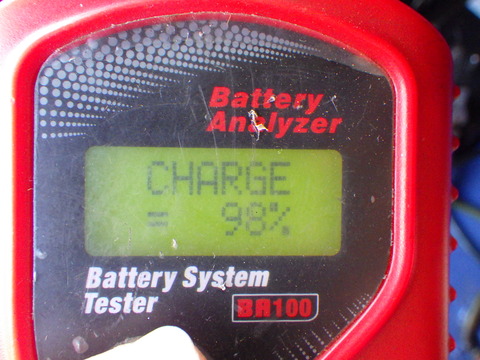 Battery
Analyzer
CHARGE
= 98%
Battery System
Tester
BA100